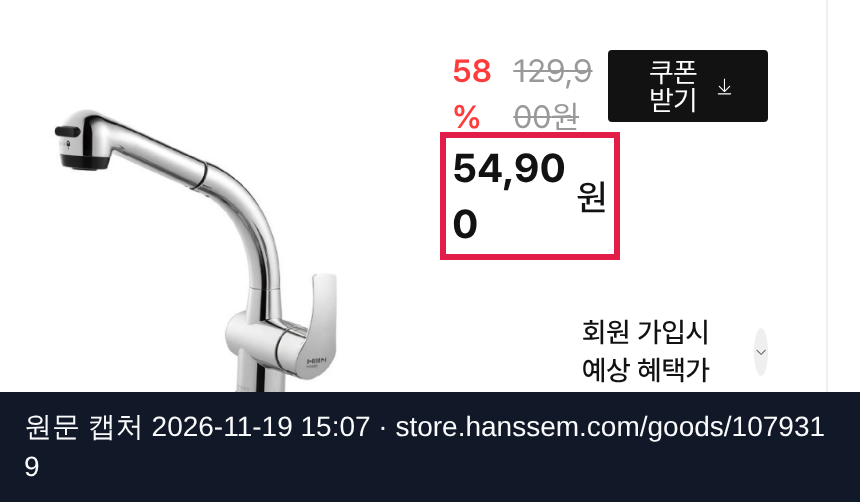 58 129,9
% 00원
쿠폰
받기
54,90
0
원
회원 가입시
예상 혜택가
원문 캡처 2026-11-19 15:07 · store.hanssem.com/goods/107931
9